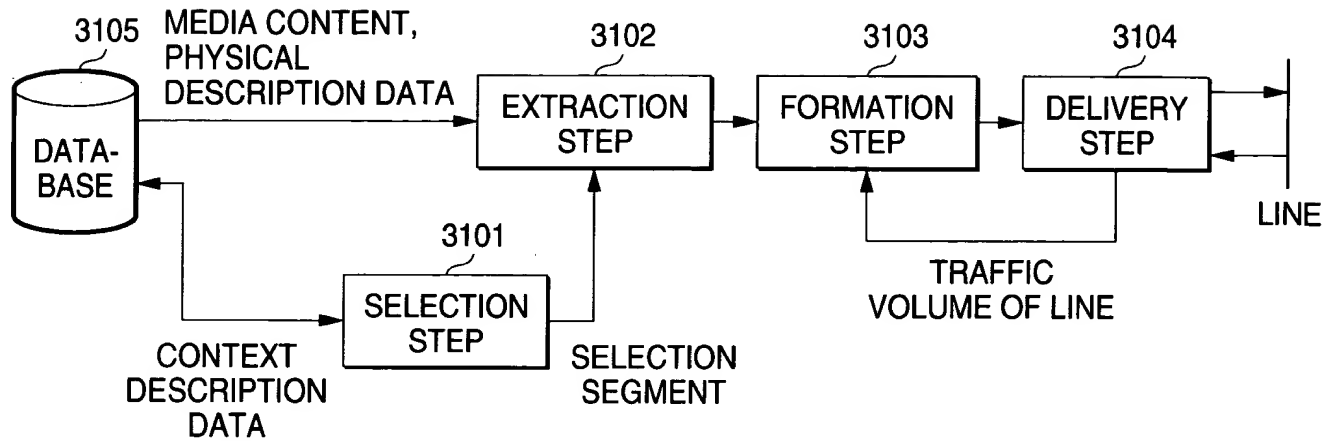 3105
MEDIA CONTENT,
PHYSICAL
DESCRIPTION DATA
3102
3103
3104
DATA-
BASE
EXTRACTION
STEP
FORMATION
STEP
DELIVERY
STEP
LINE
3101
SELECTION
STEP
TRAFFIC
VOLUME OF LINE
CONTEXT
DESCRIPTION
DATA
SELECTION
SEGMENT